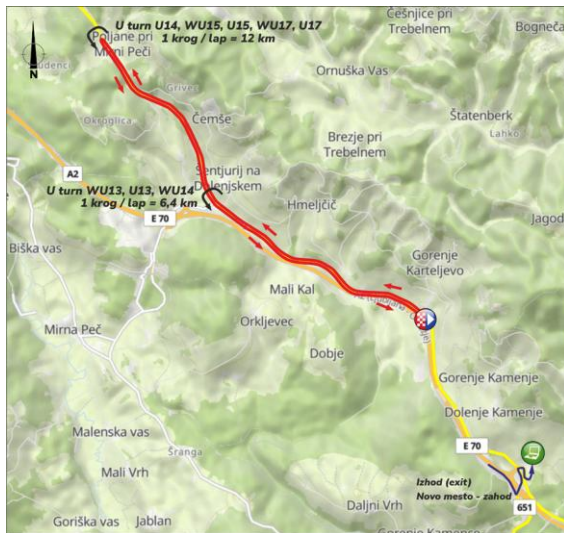 U turn U14, WU15, U15, WU17, U17
1 krog / lap = 12 km
Poljane pri
Mirni Peči
N
Češnjice pri
Trebelnem
Ornuška Vas
Bogneča
Grivec
Štatenberk
Okroglica
Čemše
Lahko
Brezje pri
Trebelnem
A2
Šentjurij na
Dolenjskem
U turn WU13, U13, WU14
1 krog / lap = 6,4 km
Hmeljčič
E 70
Jagod
Biška vas
Gorenje
Karteljevo
Mali Kal
Mirna Peč
Orkljevec
Dobje
Gorenje Kamenje
Dolenje Kamenje
Malenska vas
E 70
Šranga
Mali Vrh
Izhod (exit)
Novo mesto - zahod
Daljni Vrh
651
Goriška vas
Jablan